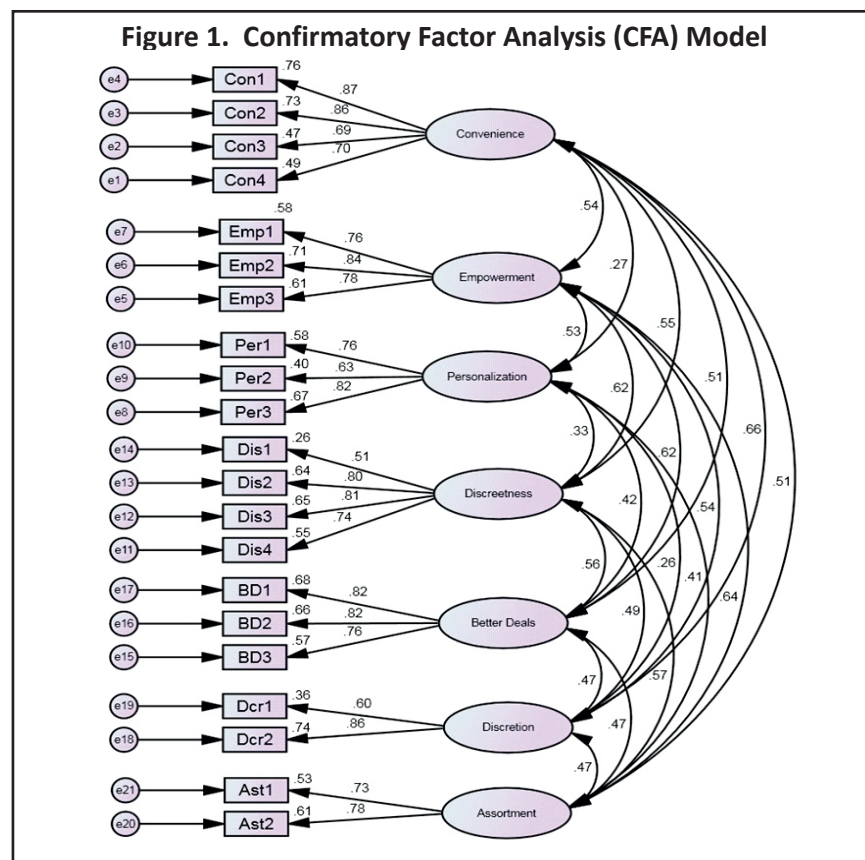 Figure 1. Confirmatory Factor Analysis (CFA) Model
.76
e4 Con1
.87
.73
e3 Con2 .86
Convenience
.47 .69
e2 Con3
.70
.49
e1 Con4
.54
.58
e7 Emp1 .76
.71
e6 Emp2 .84
Empowerment
.27
.61 .78
e5 Emp3
.53
.55
e10 Per1 .58
.76
.40
e9 Per2 .63
Personalization
.62
.51
.67 .82
e8 Per3
.33
.66
e14 Dis1 .26
.51
.62
.64
e13 Dis2 .80
Discreetness
.51
.65 .81
e12 Dis3
.42
.54
.74
.55
e11 Dis4
.56
.26
.41
e17 BD1 .68
.82
.64
.49
.66
e16 BD2 .82
Better Deals
.57 .76
e15 BD3
.47
.57
.36
e19 Dcr1 .60
.47
Discretion
.74 .86
e18 Dcr2
.47
.53
e21 Ast1 .73
Assortment
.61 .78
e20 Ast2